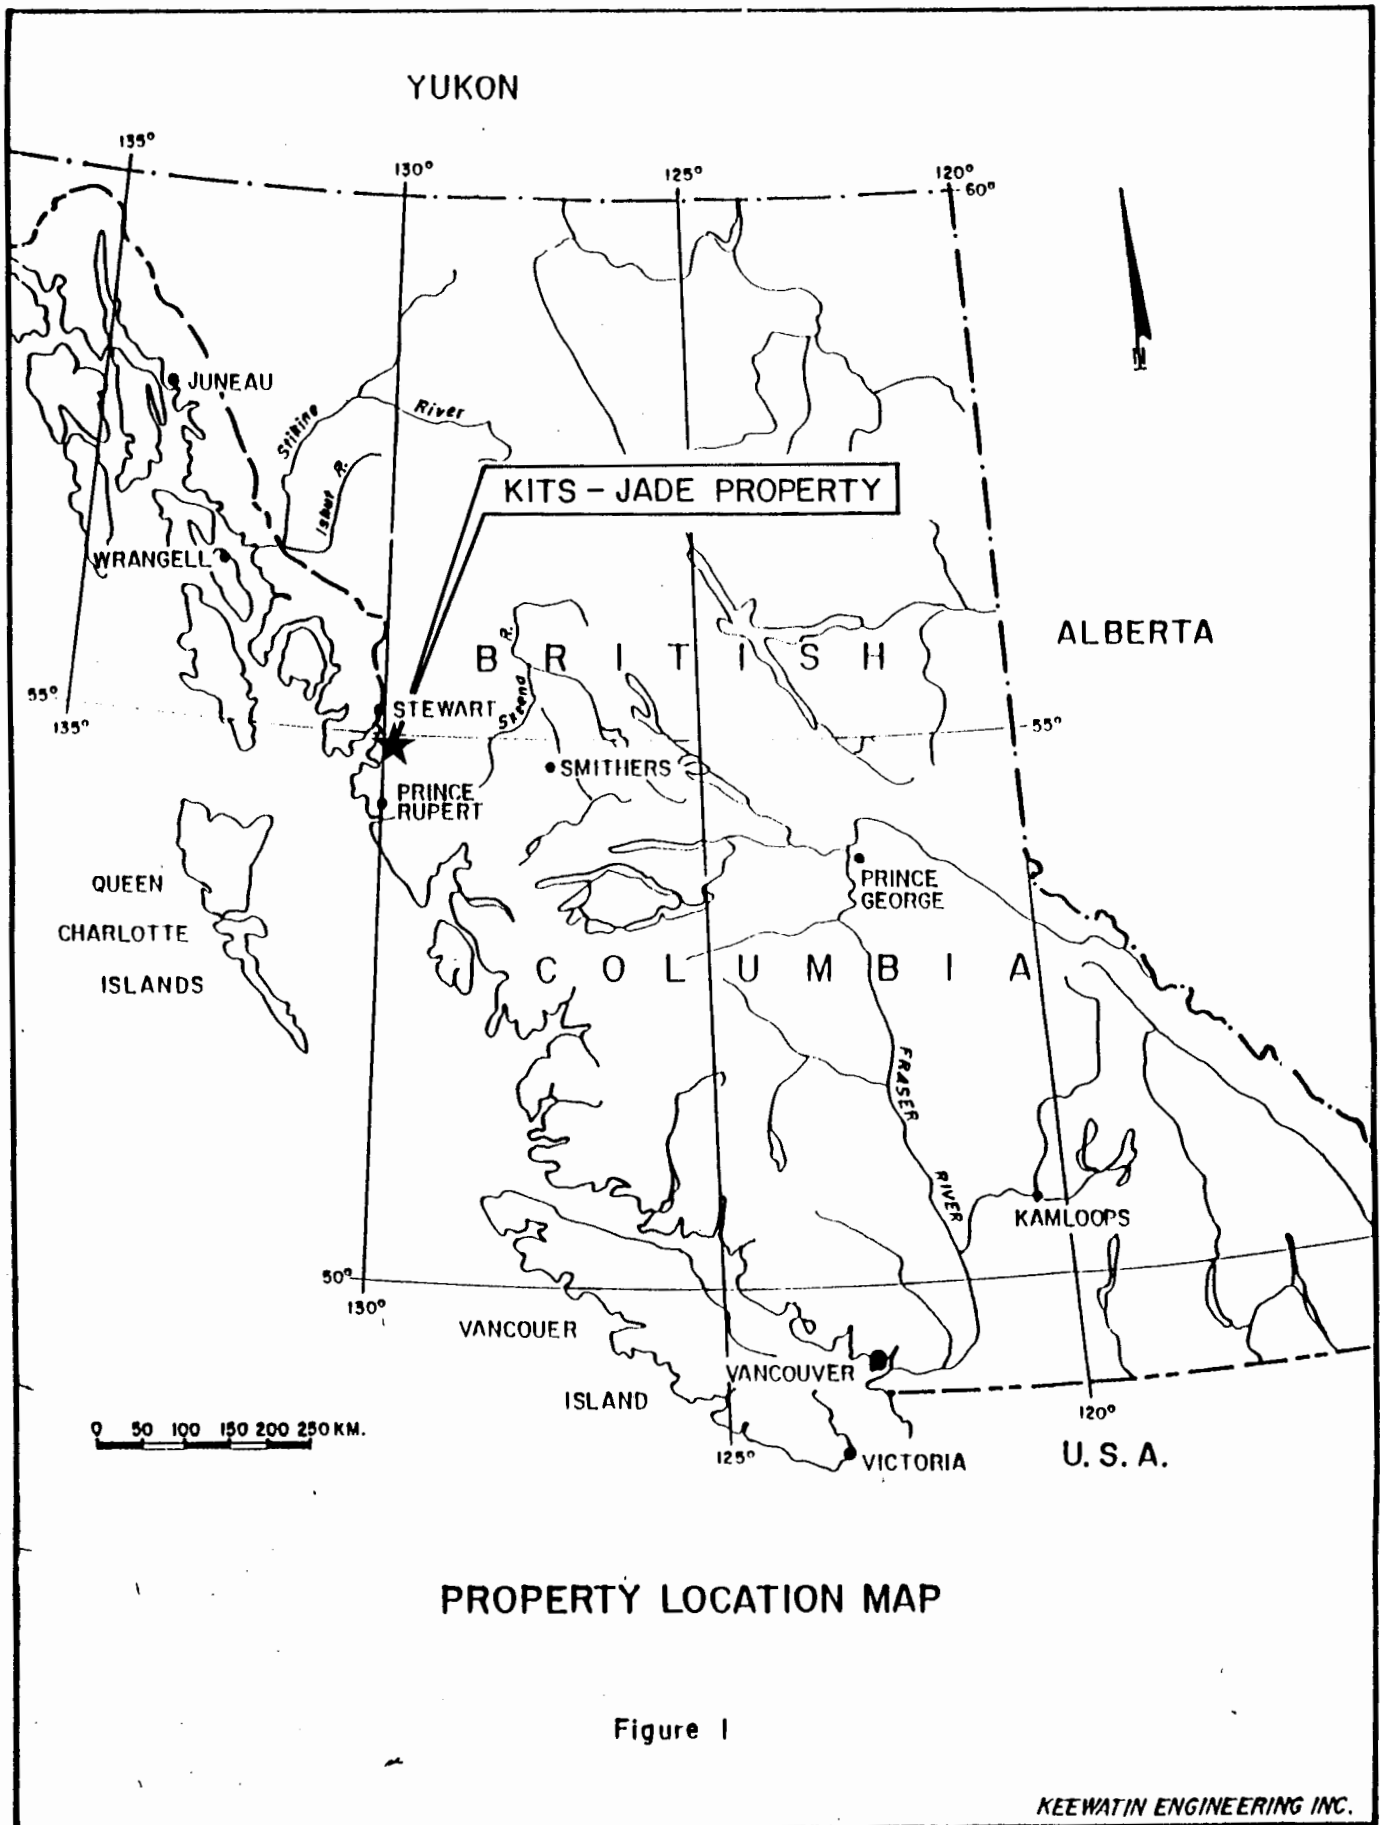 YUKON
135°
130°
125°
120°
60°
JUNEAU
Stikine
River
Iskut R.
N
KITS - JADE PROPERTY
WRANGELL
ALBERTA
BRITISH
R.
Skeena
55°
135°
STEWART
55°
SMITHERS
PRINCE
RUPERT
PRINCE
GEORGE
QUEEN
CHARLOTTE
ISLANDS
COLUMBIA
FRASER
RIVER
KAMLOOPS
50°
130°
VANCOUER
ISLAND
VANCOUVER
120°
0 50 100 150 200 250 KM.
125°
VICTORIA
U.S.A.
PROPERTY LOCATION MAP
Figure 1
KEEWATIN ENGINEERING INC.